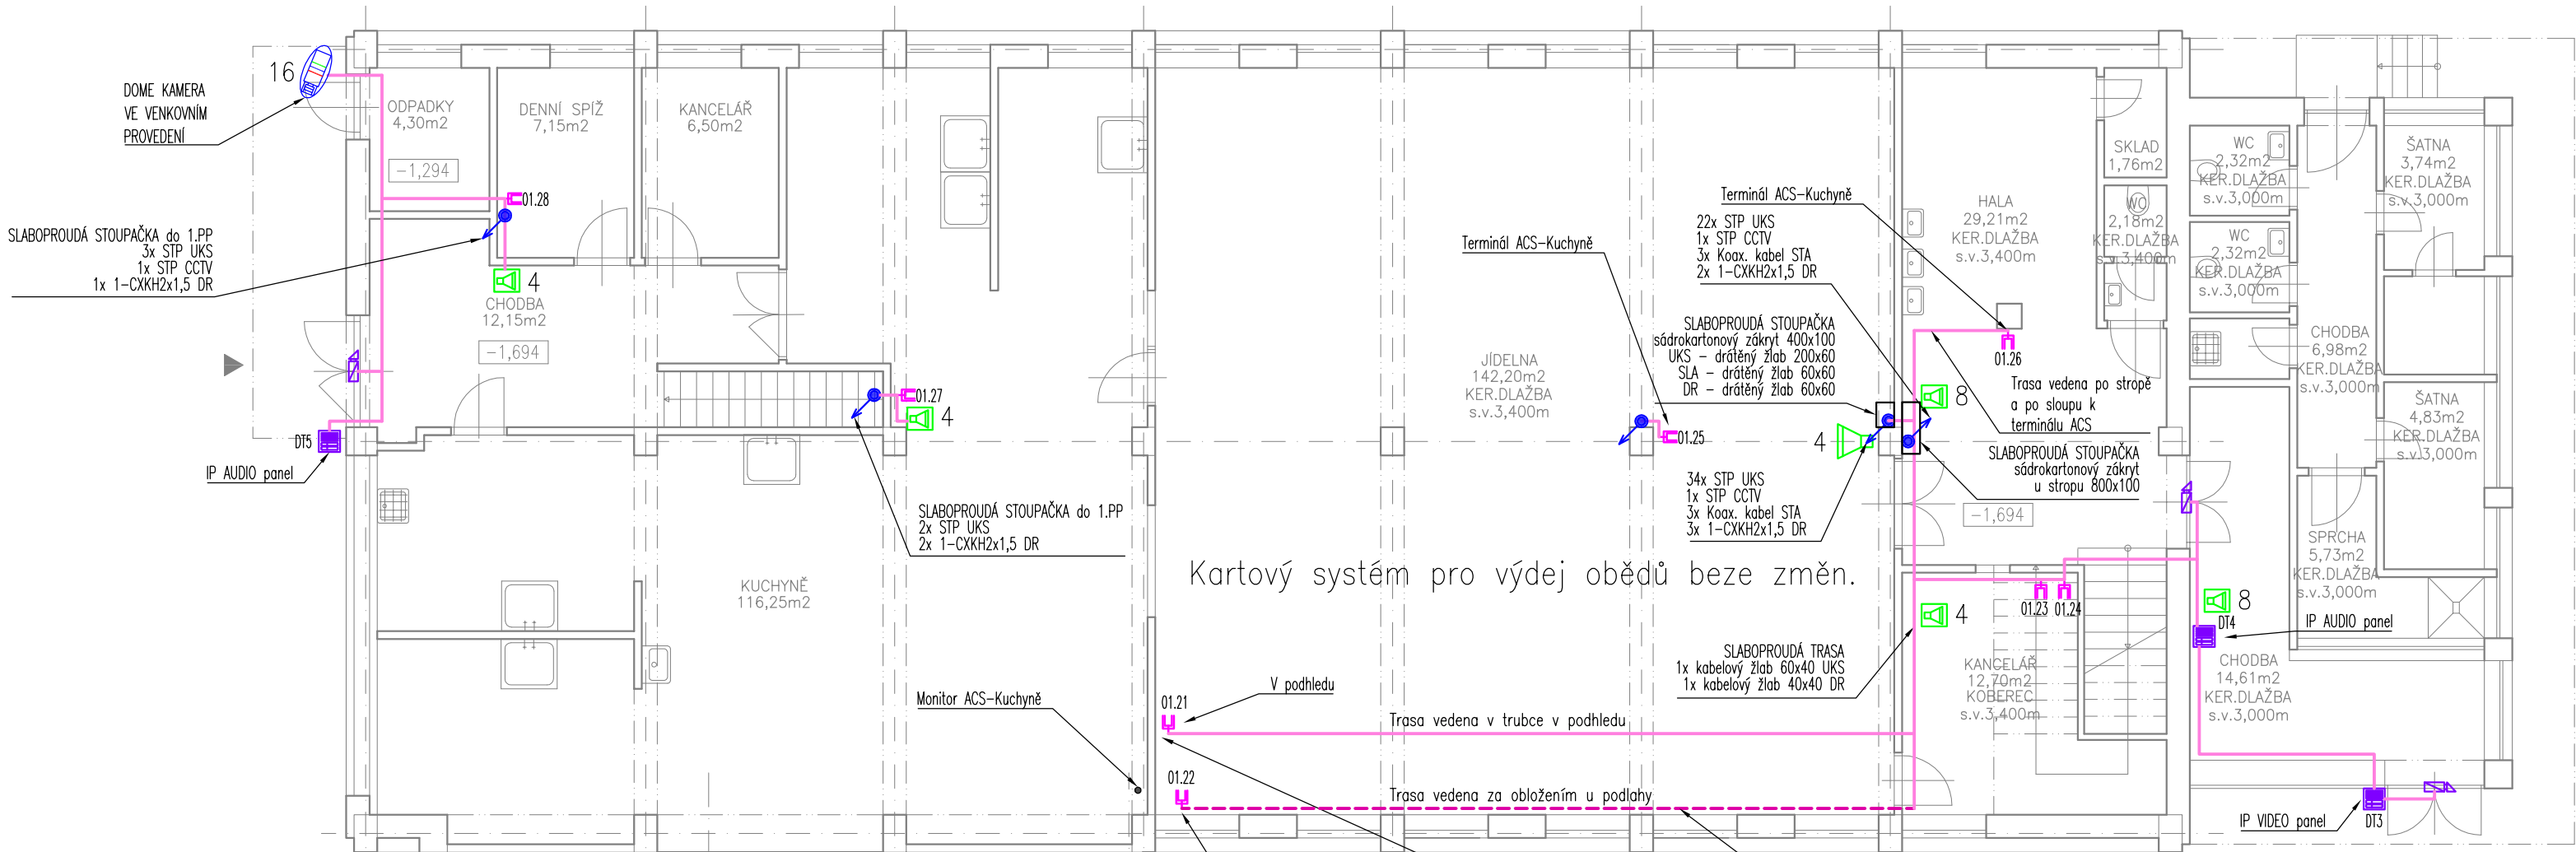 16
DOME KAMERA
VE VENKOVNÍM
PROVEDENÍ
ODPADKY
4,30m2
-1,294
DENNÍ SPÍŽ
7,15m2
KANCELÁŘ
6,50m2
01.28
SLABOPROUDÁ STOUPAČKA do 1.PP
3x STP UKS
1x STP CCTV
1x 1-CXKH2x1,5 DR
4
CHODBA
12,15m2
-1,694
01.27
4
DT5
IP AUDIO panel
SLABOPROUDÁ STOUPAČKA do 1.PP
2x STP UKS
2x 1-CXKH2x1,5 DR
KUCHYNĚ
116,25m2
Monitor ACS-Kuchyně
JÍDELNA
142,20m2
KER.DLAŽBA
s.v.3,400m
Terminál ACS-Kuchyně
01.25
Terminál ACS-Kuchyně
22x STP UKS
1x STP CCTV
3x Koax. kabel STA
2x 1-CXKH2x1,5 DR
SLABOPROUDÁ STOUPAČKA
sádrokartonový zákryt 400x100
UKS - drátěný žlab 200x60
SLA - drátěný žlab 60x60
DR - drátěný žlab 60x60
4
34x STP UKS
1x STP CCTV
3x Koax. kabel STA
3x 1-CXKH2x1,5 DR
Kartový systém pro výdej obědů beze změn.
HALA
29,21m2
KER.DLAŽBA
s.v.3,400m
01.26
8
Trasa vedena po stropě
a po sloupu k
terminálu ACS
SLABOPROUDÁ STOUPAČKA
sádrokartonový zákryt
u stropu 800x100
-1,694
SKLAD
1,76m2
WC
2,18m2
KER.DLAŽBA
s.v.3,400m
WC
2,32m2
KER.DLAŽBA
s.v.3,000m
WC
2,32m2
KER.DLAŽBA
s.v.3,000m
ŠATNA
3,74m2
KER.DLAŽBA
s.v.3,000m
CHODBA
6,98m2
KER.DLAŽBA
s.v.3,000m
ŠATNA
4,83m2
KER.DLAŽBA
s.v.3,000m
SPRCHA
5,73m2
KER.DLAŽBA
s.v.3,000m
01.23
01.24
4
8
DT4
IP AUDIO panel
SLABOPROUDÁ TRASA
1x kabelový žlab 60x40 UKS
1x kabelový žlab 40x40 DR
KANCELÁŘ
12,70m2
KOBEREC
s.v.3,400m
CHODBA
14,61m2
KER.DLAŽBA
s.v.3,000m
01.21
V podhledu
Trasa vedena v trubce v podhledu
01.22
Trasa vedena za obložením u podlahy
IP VIDEO panel
DT3